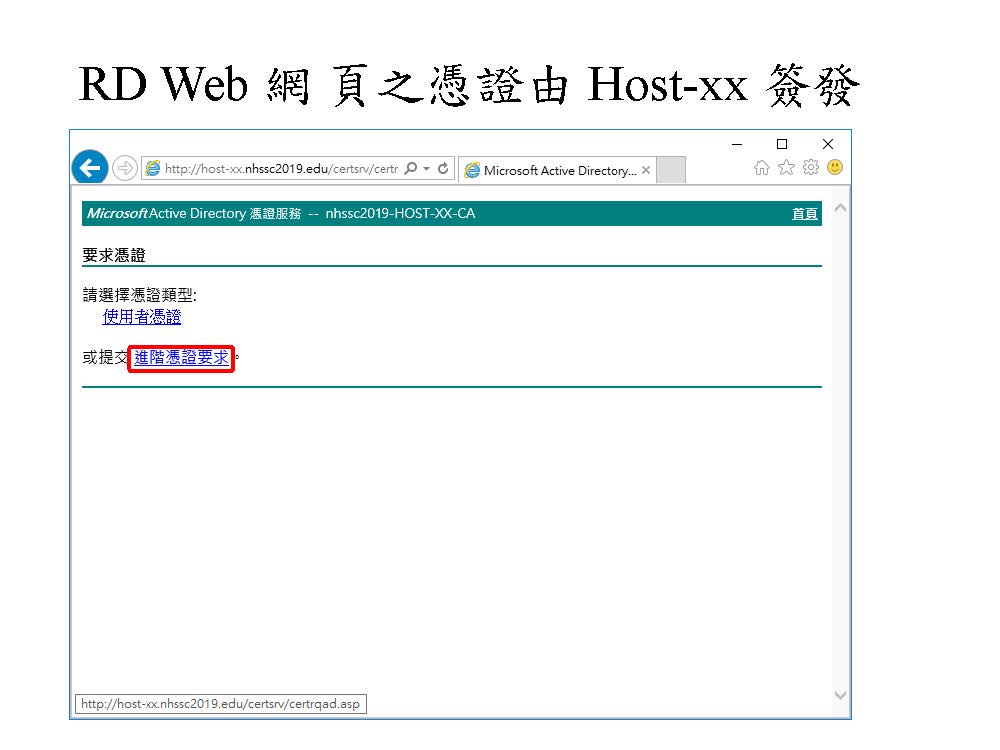 RD Web 網 頁之憑證由 Host-xx 簽發
http://host-xx.nhssc2019.edu/certsrv/certr
Microsoft Active Directory...
Microsoft Active Directory 憑證服務 -- nhssc2019-HOST-XX-CA 首頁
要求憑證
請選擇憑證類型:
使用者憑證
或提交 進階憑證要求。
http://host-xx.nhssc2019.edu/certsrv/certrqad.asp